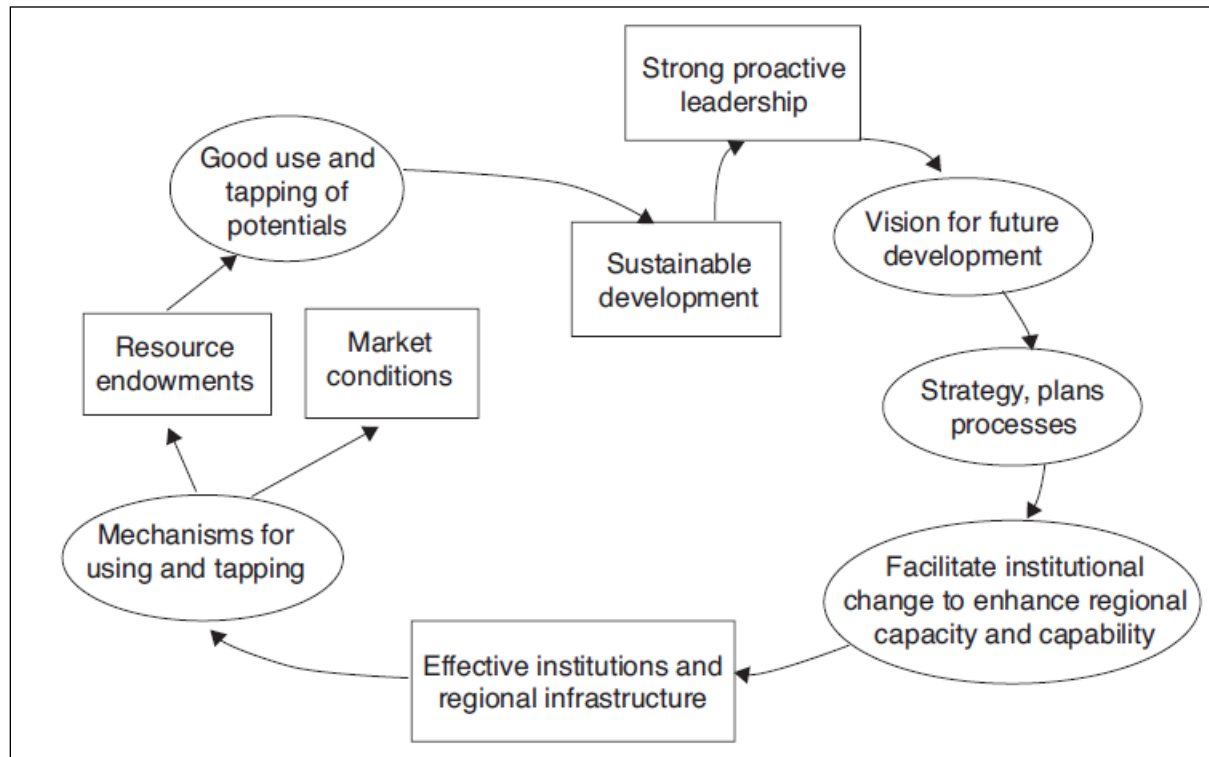 Strong proactive
leadership
Good use and
tapping of
potentials
Vision for future
development
Sustainable
development
Resource
endowments
Market
conditions
Strategy, plans
processes
Mechanisms for
using and tapping
Facilitate institutional
change to enhance regional
capacity and capability
Effective institutions and
regional infrastructure